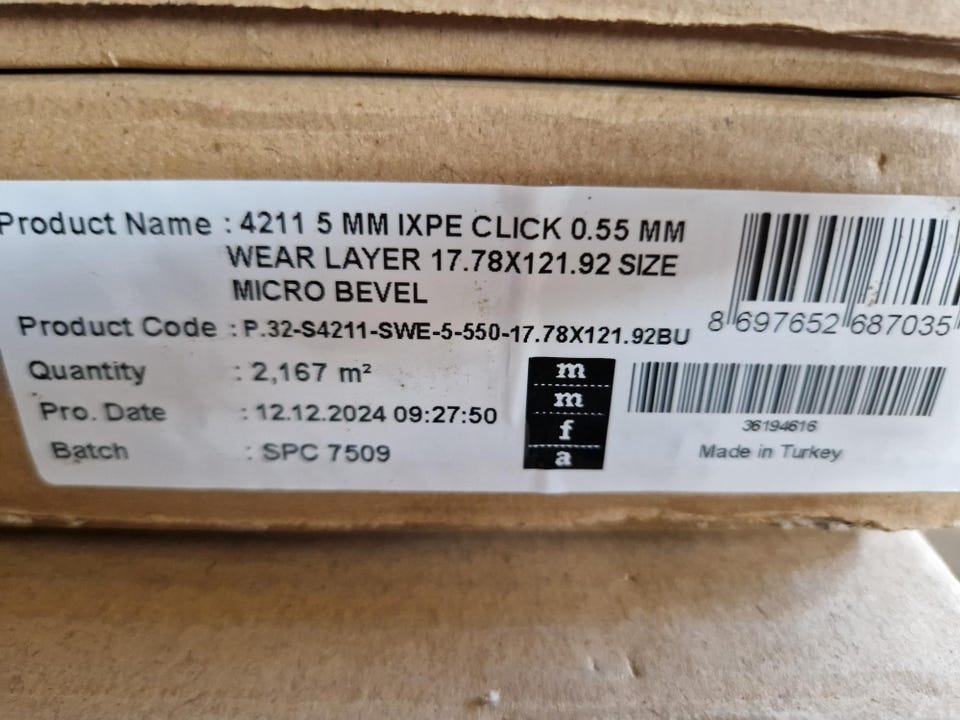 Product Name : 4211 5 MM IXPE CLICK 0.55 MM
WEAR LAYER 17.78X121.92 SIZE
MICRO BEVEL
Product Code : P.32-S4211-SWE-5-550-17.78X121.92BU
Quantity : 2,167 m²
Pro. Date : 12.12.2024 09:27:50
Batch : SPC 7509
m
m
f
a
8 697652 687035
36194616
Made in Turkey